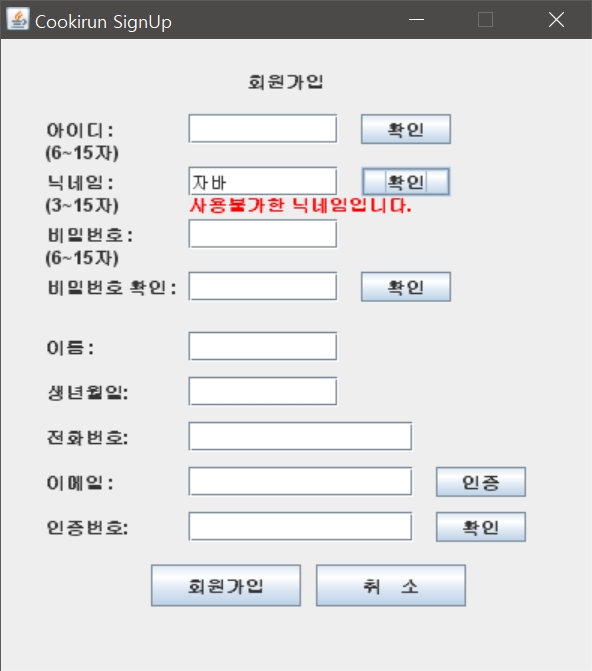 Cookirun SignUp
회원가입
아이디 : 확인
(6~15자)
닉네임 : 자바 확인
(3~15자) 사용불가한 닉네임입니다.
비밀번호 :
(6~15자)
비밀번호 확인 : 확인
이름 :
생년월일:
전화번호:
이메일 : 인증
인증번호: 확인
회원가입 취 소